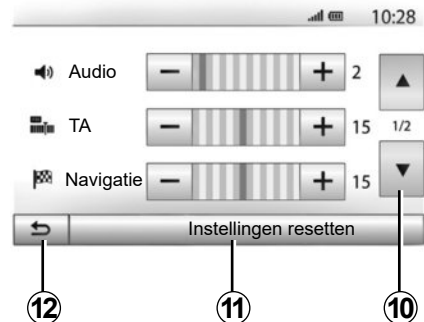 10:28
Audio − + 2 ▲
TA − + 15 1/2
Navigatie − + 15 ▼
Instellingen resetten
12 11 10